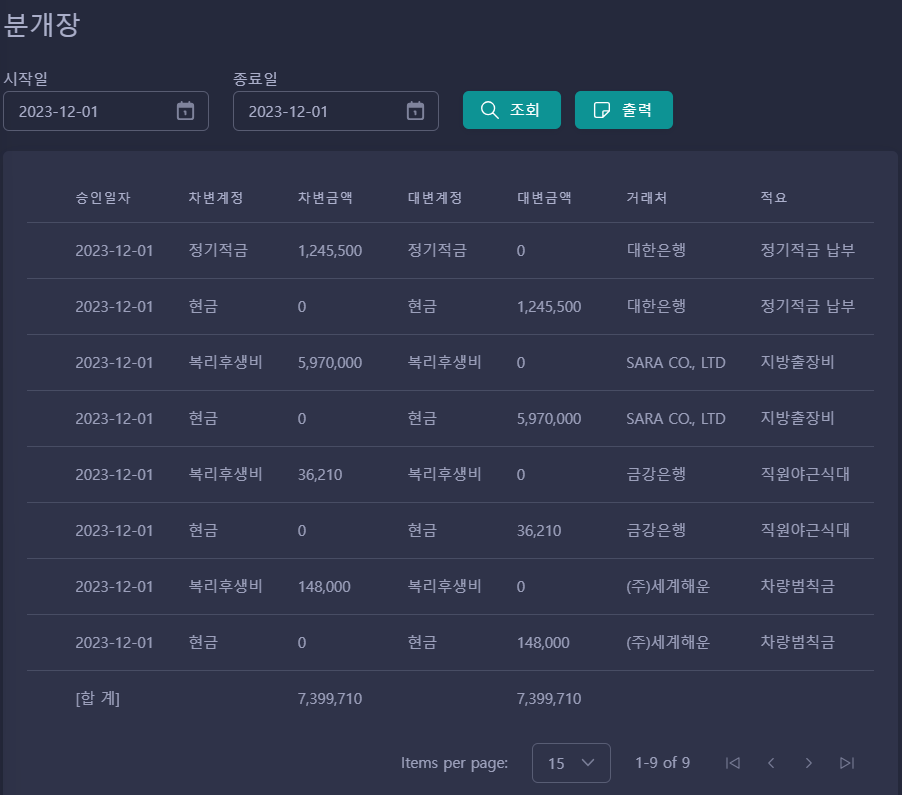 분개장
시작일 종료일
2023-12-01 2023-12-01 조회 출력
승인일자 차변계정 차변금액 대변계정 대변금액 거래처 적요
2023-12-01 정기적금 1,245,500 정기적금 0 대한은행 정기적금 납부
2023-12-01 현금 0 현금 1,245,500 대한은행 정기적금 납부
2023-12-01 복리후생비 5,970,000 복리후생비 0 SARA CO., LTD 지방출장비
2023-12-01 현금 0 현금 5,970,000 SARA CO., LTD 지방출장비
2023-12-01 복리후생비 36,210 복리후생비 0 금강은행 직원야근식대
2023-12-01 현금 0 현금 36,210 금강은행 직원야근식대
2023-12-01 복리후생비 148,000 복리후생비 0 (주)세계해운 차량범칙금
2023-12-01 현금 0 현금 148,000 (주)세계해운 차량범칙금
[합 계] 7,399,710 7,399,710
Items per page: 15 1-9 of 9